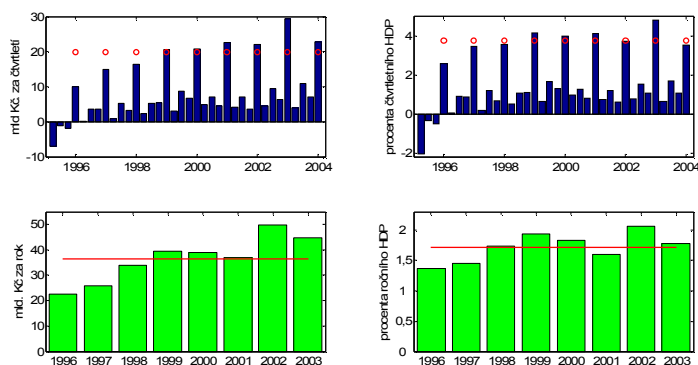 mld Kč za čtvrtletí
30
20
10
0
-10
1996 1998 2000 2002 2004
procenta čtvrtletního HDP
4
2
0
-2
1996 1998 2000 2002 2004
mld. Kč za rok
50
40
30
20
10
0
1996 1997 1998 1999 2000 2001 2002 2003
procenta ročního HDP
2
1,5
1
0,5
0
1996 1997 1998 1999 2000 2001 2002 2003